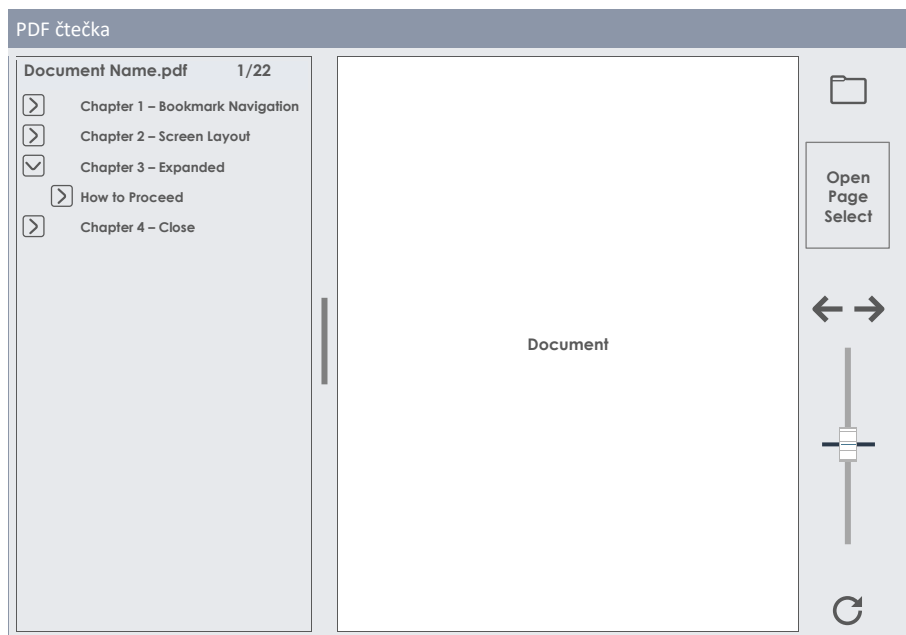 PDF čtečka
Document Name.pdf 1/22
Chapter 1 – Bookmark Navigation
Chapter 2 – Screen Layout
Chapter 3 – Expanded
How to Proceed
Chapter 4 – Close
Document
Open
Page
Select